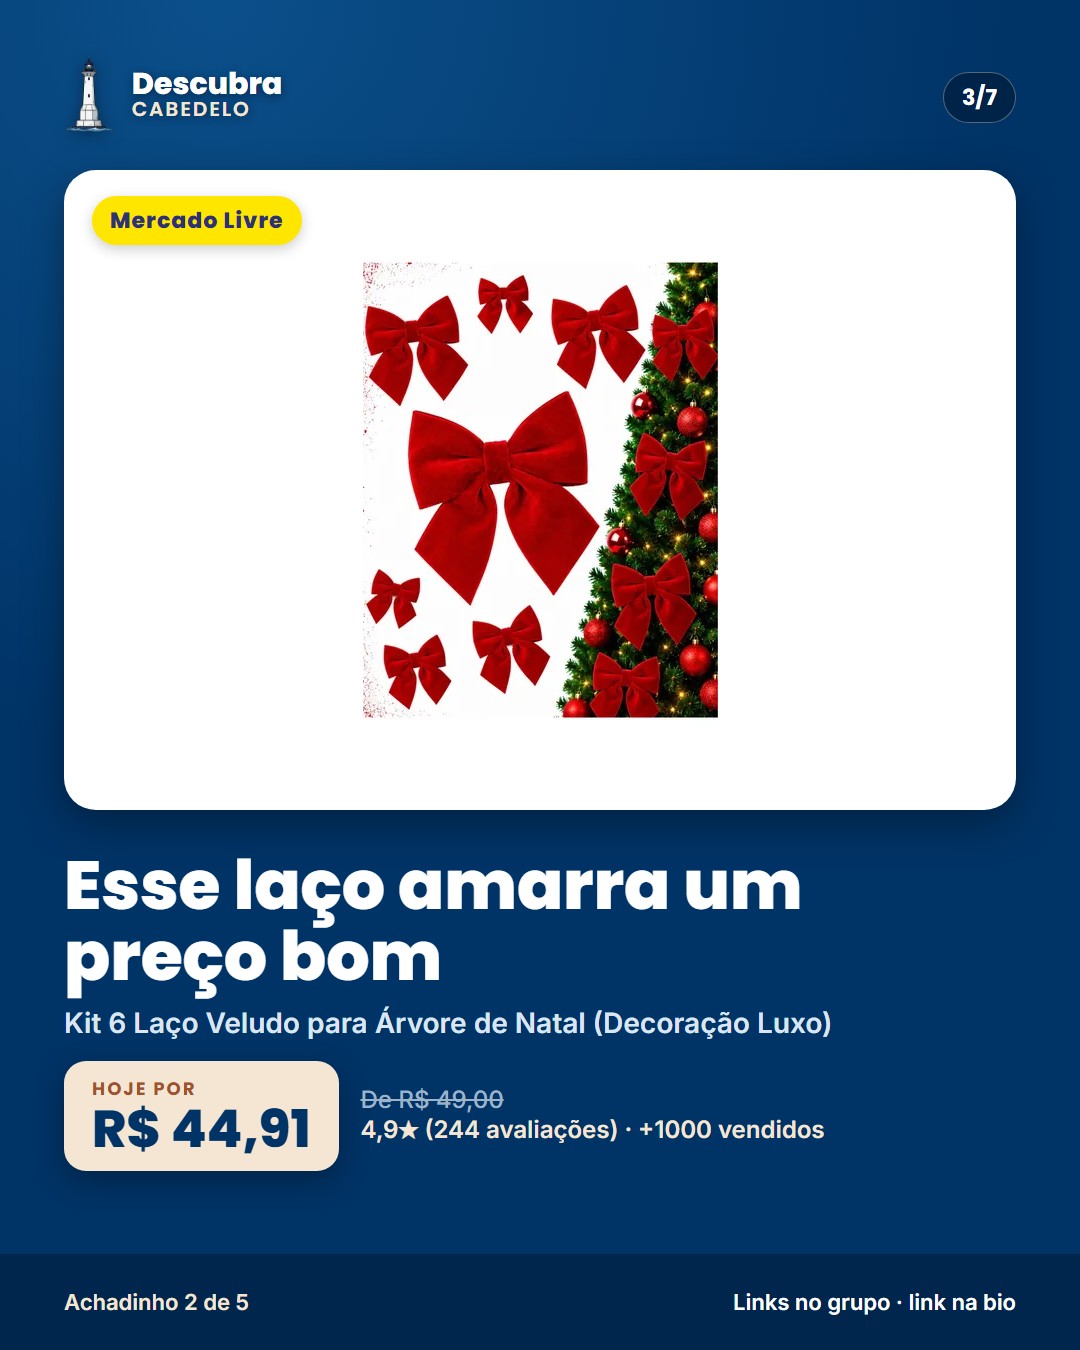 Descubra
CABEDELO
3/7
Mercado Livre
Esse laço amarra um
preço bom
Kit 6 Laço Veludo para Árvore de Natal (Decoração Luxo)
HOJE POR
R$ 44,91
De R$ 49,00
4,9★ (244 avaliações) · +1000 vendidos
Achadinho 2 de 5
Links no grupo · link na bio